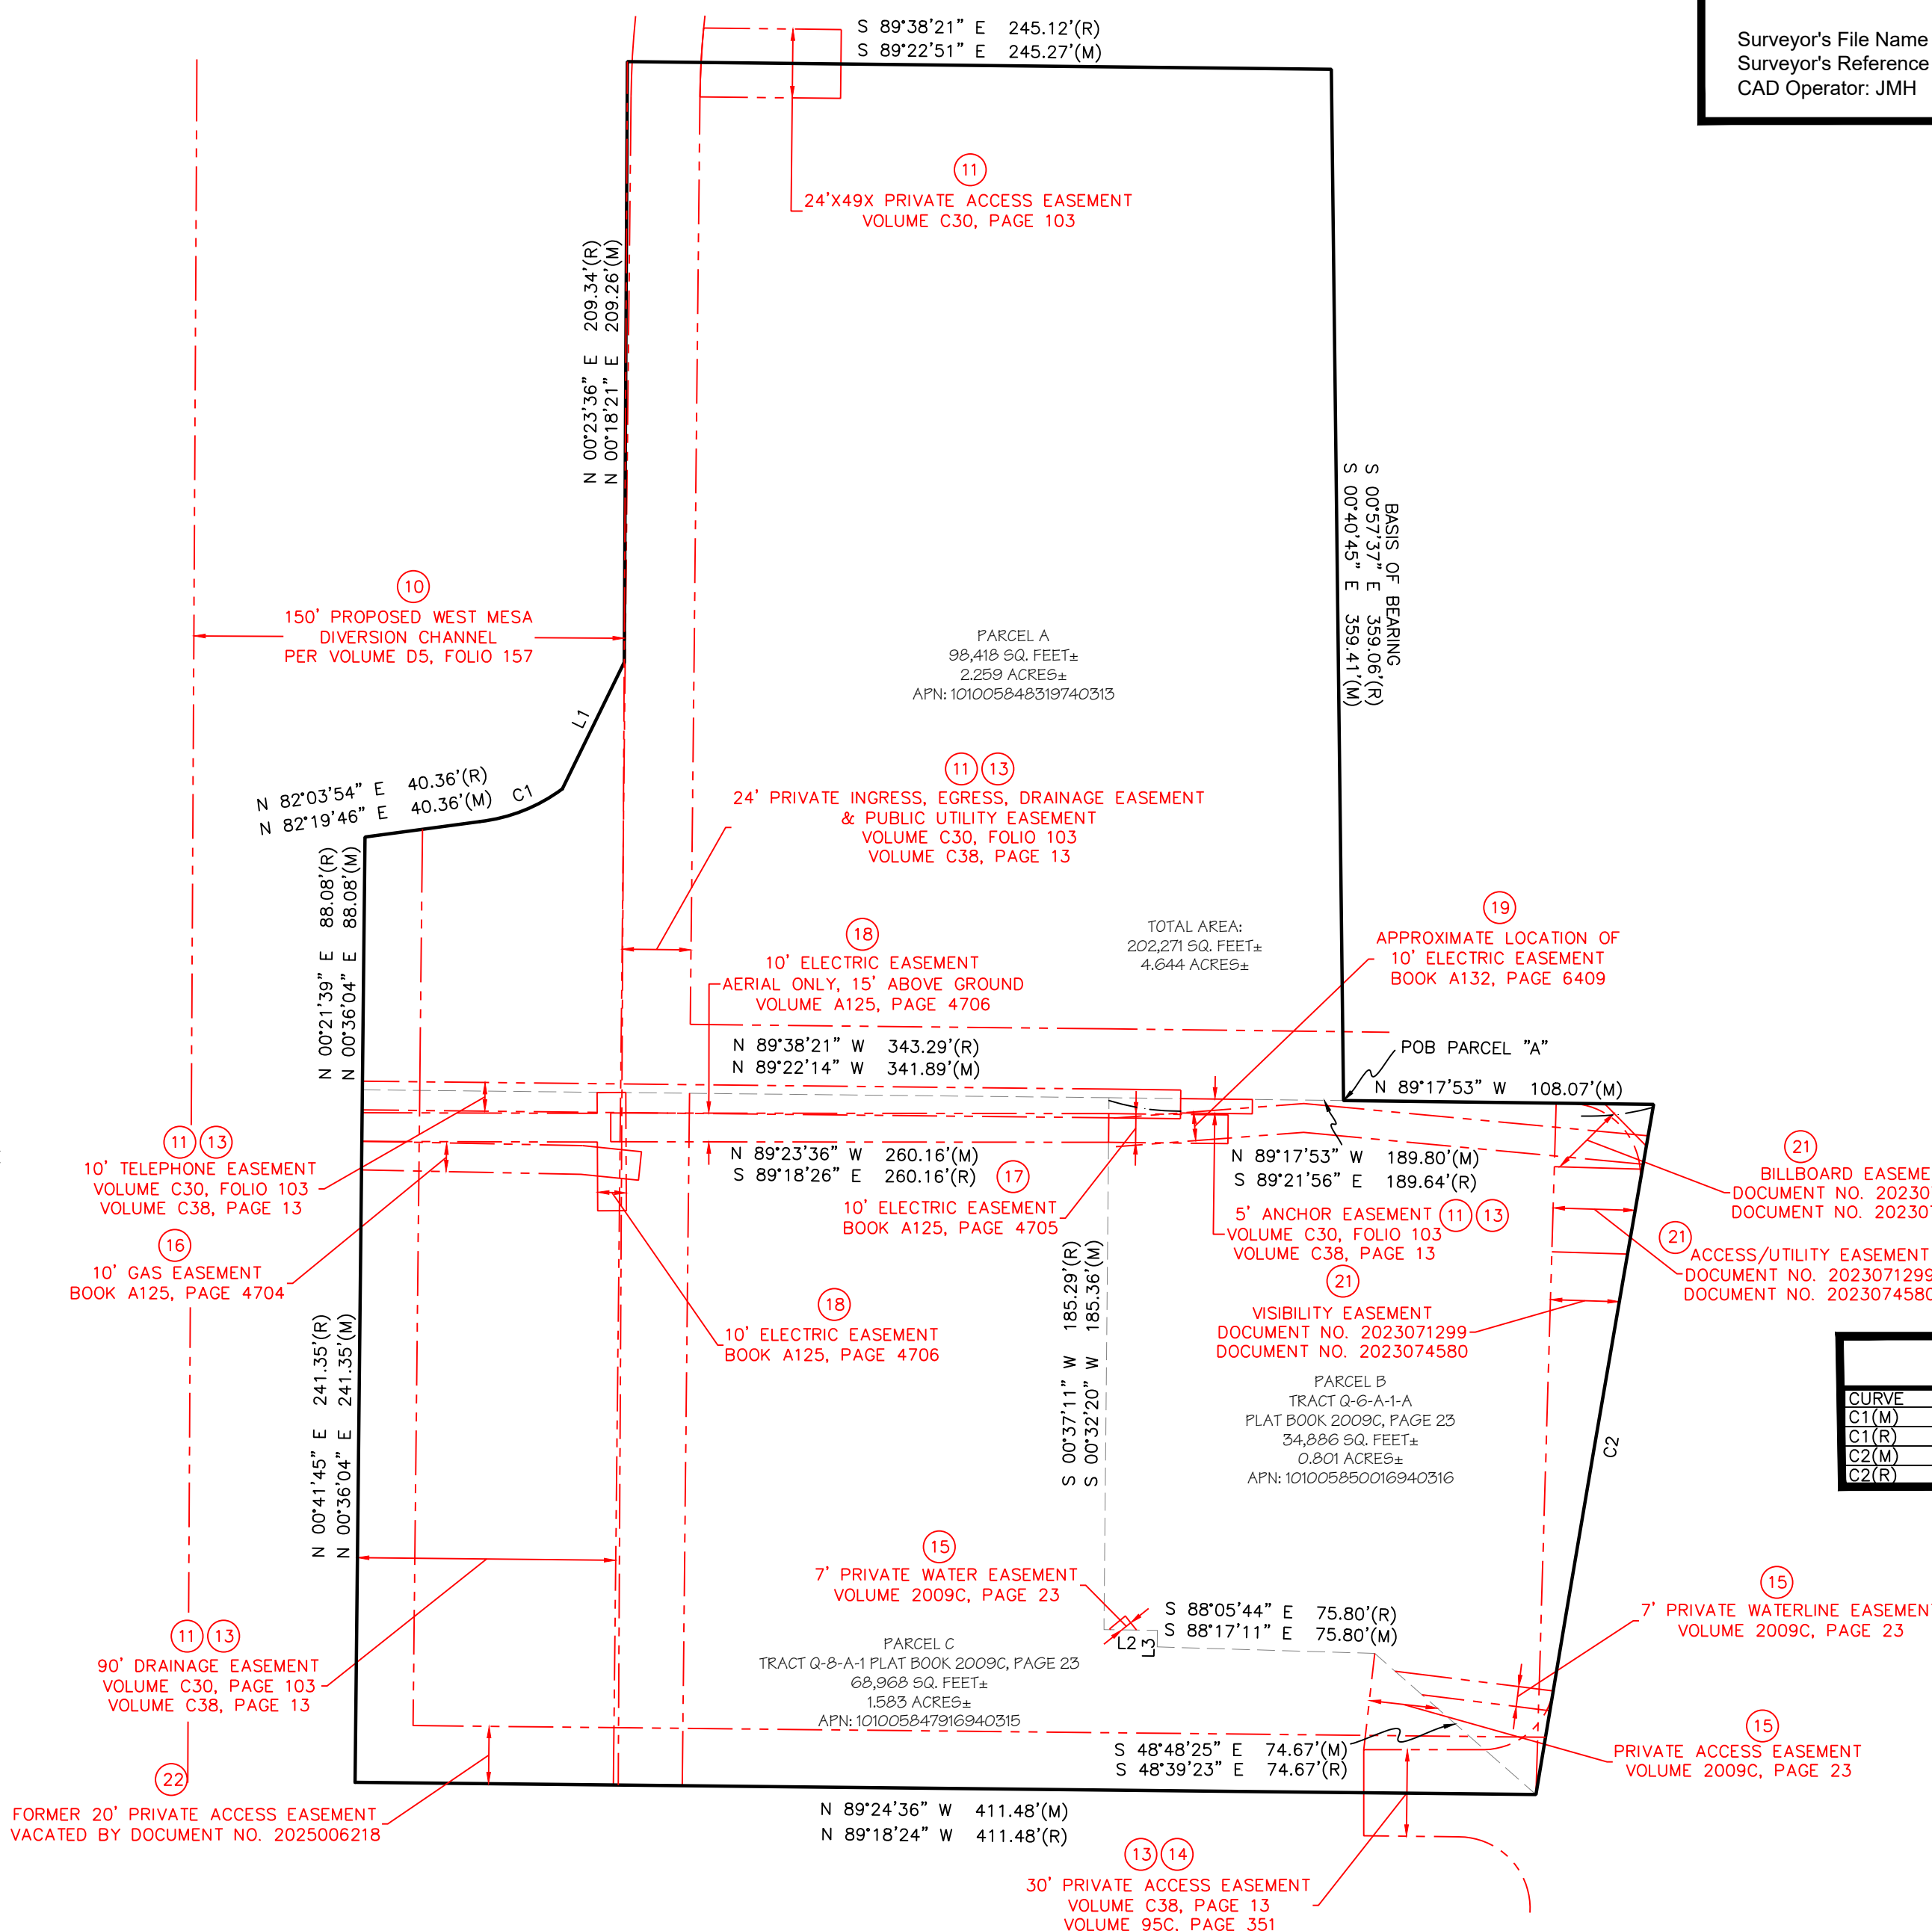 S 89°38'21" E 245.12'(R)
S 89°22'51" E 245.27'(M)
Surveyor's File Name
Surveyor's Reference
CAD Operator: JMH
11
24'X49X PRIVATE ACCESS EASEMENT
VOLUME C30, PAGE 103
N 00°23'36" E 209.34'(R)
N 00°18'21" E 209.26'(M)
BASIS OF BEARING
S 00°57'37" E 359.06'(R)
S 00°40'45" E 359.41'(M)
10
150' PROPOSED WEST MESA
DIVERSION CHANNEL
PER VOLUME D5, FOLIO 157
PARCEL A
98,418 SQ. FEET±
2.259 ACRES±
APN: 101005848319740313
L1
N 82°03'54" E 40.36'(R)
N 82°19'46" E 40.36'(M)
C1
11 13
24' PRIVATE INGRESS, EGRESS, DRAINAGE EASEMENT
& PUBLIC UTILITY EASEMENT
VOLUME C30, FOLIO 103
VOLUME C38, PAGE 13
N 00°21'39" E 88.08'(R)
N 00°36'04" E 88.08'(M)
18
10' ELECTRIC EASEMENT
AERIAL ONLY, 15' ABOVE GROUND
VOLUME A125, PAGE 4706
TOTAL AREA:
202,271 SQ. FEET±
4.644 ACRES±
19
APPROXIMATE LOCATION OF
10' ELECTRIC EASEMENT
BOOK A132, PAGE 6409
N 89°38'21" W 343.29'(R)
N 89°22'14" W 341.89'(M)
POB PARCEL "A"
N 89°17'53" W 108.07'(M)
11 13
10' TELEPHONE EASEMENT
VOLUME C30, FOLIO 103
VOLUME C38, PAGE 13
N 89°23'36" W 260.16'(M)
S 89°18'26" E 260.16'(R)
N 89°17'53" W 189.80'(M)
S 89°21'56" E 189.64'(R)
17
10' ELECTRIC EASEMENT
BOOK A125, PAGE 4705
5' ANCHOR EASEMENT 11 13
VOLUME C30, FOLIO 103
VOLUME C38, PAGE 13
21
BILLBOARD EASEME
DOCUMENT NO. 20230
DOCUMENT NO. 20230
21
ACCESS/UTILITY EASEMENT
DOCUMENT NO. 2023071299
DOCUMENT NO. 2023074580
16
10' GAS EASEMENT
BOOK A125, PAGE 4704
18
10' ELECTRIC EASEMENT
BOOK A125, PAGE 4706
S 00°37'11" W 185.29'(R)
S 00°32'20" W 185.36'(M)
21
VISIBILITY EASEMENT
DOCUMENT NO. 2023071299
DOCUMENT NO. 2023074580
PARCEL B
TRACT Q-6-A-1-A
PLAT BOOK 2009C, PAGE 23
34,886 SQ. FEET±
0.801 ACRES±
APN: 101005850016940316
C2
CURVE
C1(M)
C1(R)
C2(M)
C2(R)
N 00°41'45" E 241.35'(R)
N 00°36'04" E 241.35'(M)
15
7' PRIVATE WATER EASEMENT
VOLUME 2009C, PAGE 23
S 88°05'44" E 75.80'(R)
S 88°17'11" E 75.80'(M)
L2
L3
15
7' PRIVATE WATERLINE EASEMEN
VOLUME 2009C, PAGE 23
11 13
90' DRAINAGE EASEMENT
VOLUME C30, PAGE 103
VOLUME C38, PAGE 13
PARCEL C
TRACT Q-8-A-1 PLAT BOOK 2009C, PAGE 23
68,968 SQ. FEET±
1.583 ACRES±
APN: 101005847916940315
15
PRIVATE ACCESS EASEMENT
VOLUME 2009C, PAGE 23
S 48°48'25" E 74.67'(M)
S 48°39'23" E 74.67'(R)
22
FORMER 20' PRIVATE ACCESS EASEMENT
VACATED BY DOCUMENT NO. 2025006218
N 89°24'36" W 411.48'(M)
N 89°18'24" W 411.48'(R)
13 14
30' PRIVATE ACCESS EASEMENT
VOLUME C38, PAGE 13
VOLUME 95C, PAGE 351